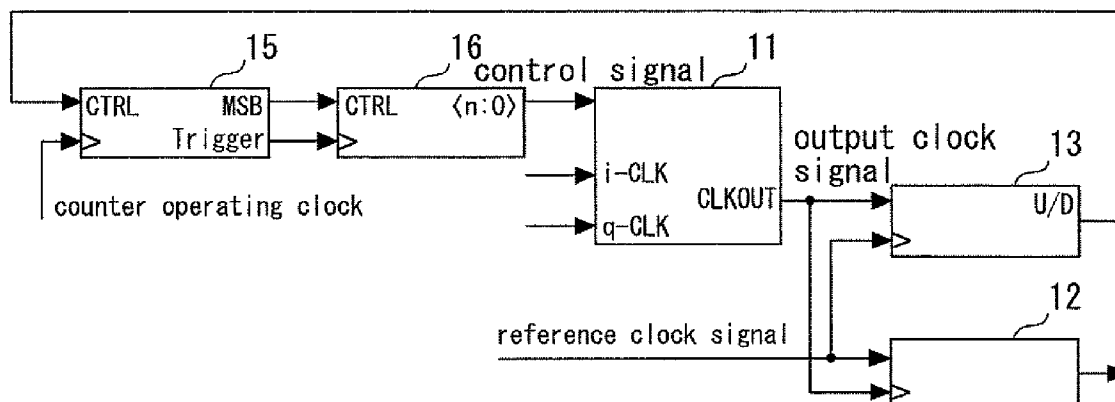 15
16
11
control signal
CTRL MSB
Trigger
CTRL <n:0>
counter operating clock
i-CLK
q-CLK
CLKOUT
output clock
signal
13
U/D
12
reference clock signal